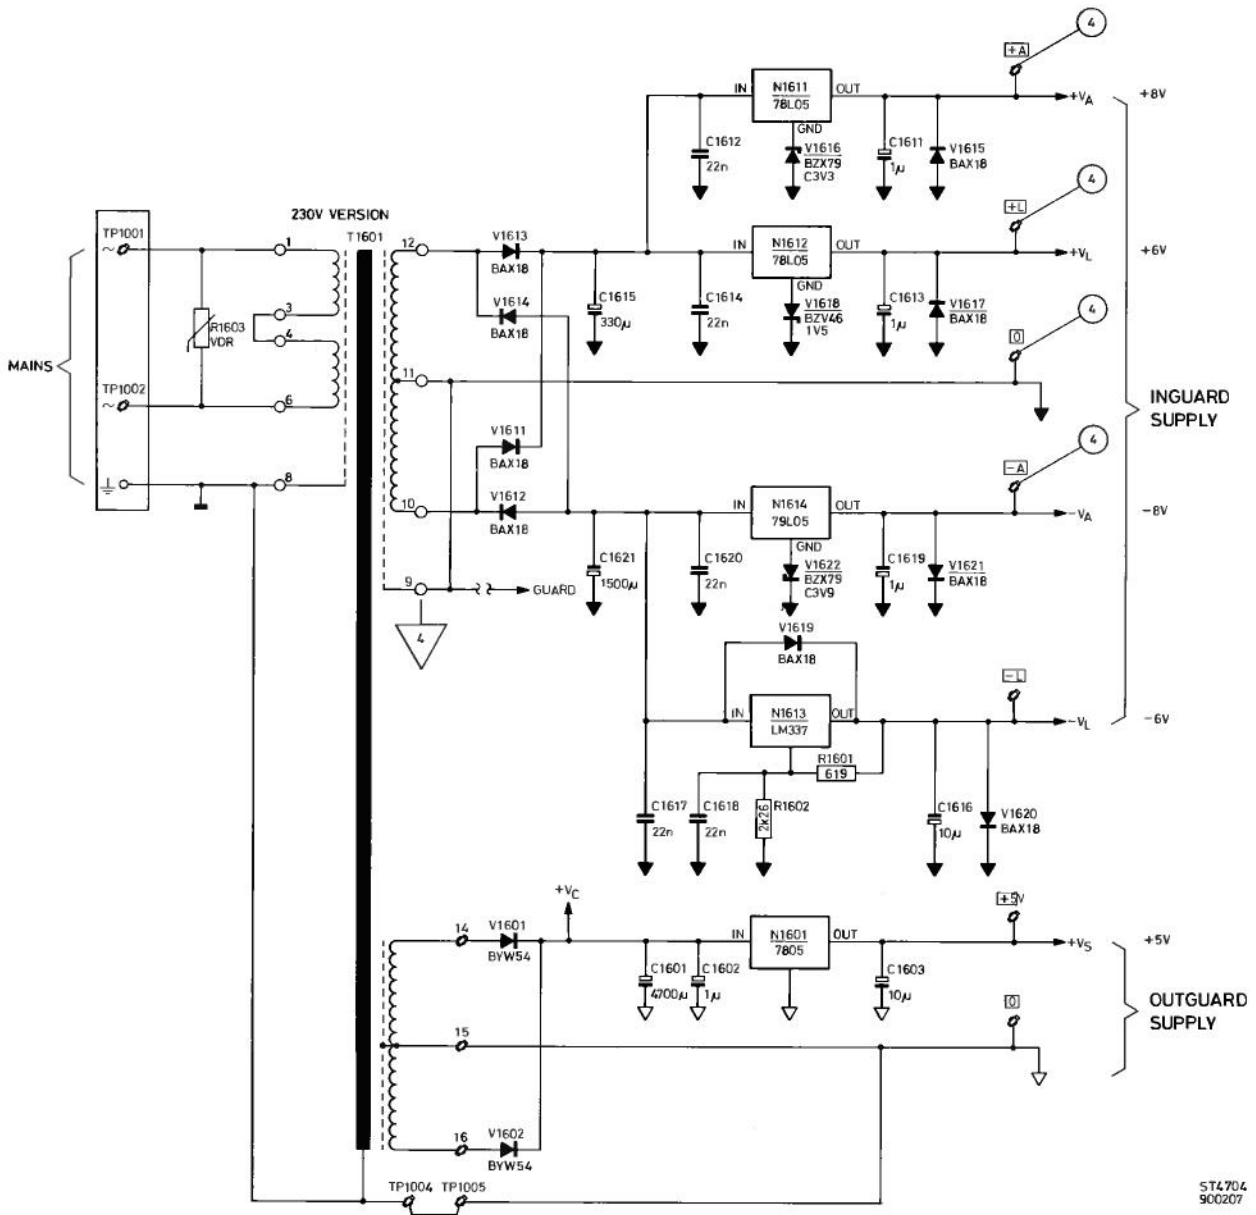 4
+A
IN
N1611
78L05
OUT
+VA
+8V
GND
C1612
22n
V1616
BZX79
C3V3
C1611
1µ
V1615
BAX18
4
230V VERSION
+L
TP1001
~
1
T1601
12
V1613
BAX18
IN
N1612
78L05
OUT
+VL
+6V
GND
V1614
BAX18
C1615
330µ
C1614
22n
V1618
BZV46
1V5
C1613
1µ
V1617
BAX18
4
3
R1603
VDR
4
0
MAINS
TP1002
~
6
11
INGUARD
SUPPLY
V1611
BAX18
4
-A
8
10
V1612
BAX18
IN
N1614
79L05
OUT
-VA
-8V
GND
C1621
1500µ
C1620
22n
V1622
BZX79
C3V9
C1619
1µ
V1621
BAX18
9
GUARD
4
V1619
BAX18
-L
IN
N1613
LM337
OUT
-VL
-6V
R1601
619
C1617
22n
C1618
22n
2k26
R1602
C1616
10µ
V1620
BAX18
+VC
+5V
14
V1601
BYW54
IN
N1601
7805
OUT
+VS
+5V
C1601
4700µ
C1602
1µ
C1603
10µ
0
OUTGUARD
SUPPLY
15
16
V1602
BYW54
TP1004
TP1005
ST4704
900207